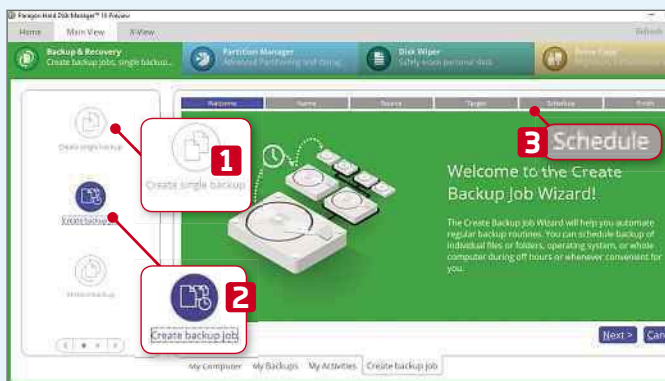 Paragon Hard Disk Manager™ 15 Preview
Home Main View X-View Refresh
Backup & Recovery
Create backup jobs, single backup...
Partition Manager
Advanced Partitioning and
Disk Wiper
Safely erase personal data
Drive Copy
Welcome Name Source Target Schedule Finish
Create single backup
1
Create single backup
3
Schedule
Welcome to the Create
Backup Job Wizard!
Create backup job
The Create Backup Job Wizard will help you automate
regular backup routines. You can schedule backup of
individual files or folders, operating system, or whole
computer during off hours or whenever convenient for
you.
2
Create backup job
Next > Can
My Computer My Backups My Activities Create backup job